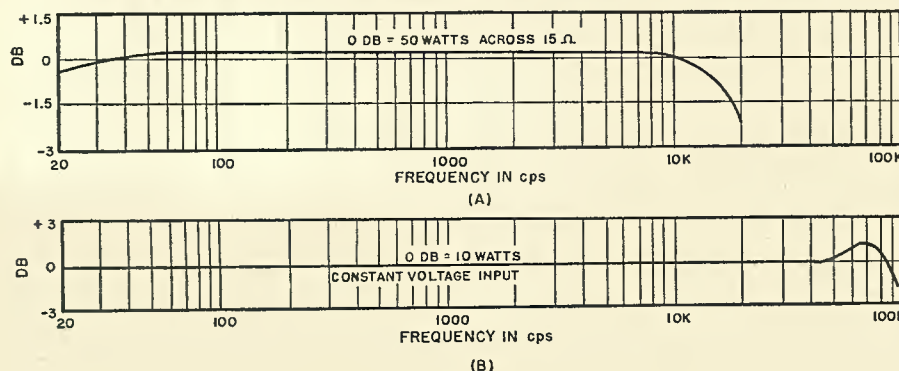 +1.5
0 DB = 50 WATTS ACROSS 15 Ω
0
DB
-1.5
-3
20 100 1000 10K 100K
FREQUENCY IN cps
(A)
+3
0 DB = 10 WATTS
DB
0
CONSTANT VOLTAGE INPUT
-3
20 100 1000 10K 100K
FREQUENCY IN cps
(B)